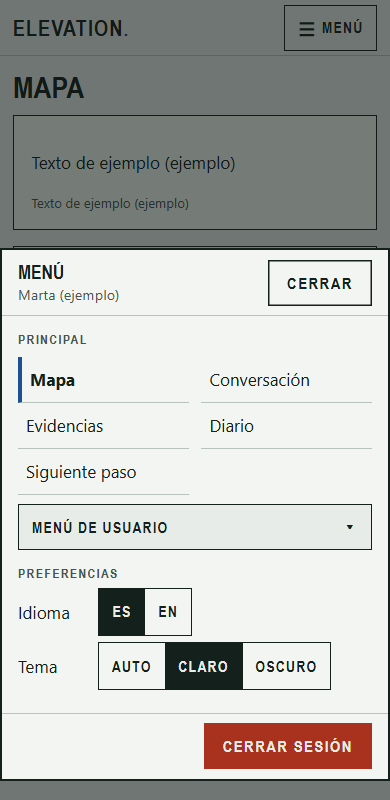 ELEVATION.
MENÚ
MAPA
Texto de ejemplo (ejemplo)
Texto de ejemplo (ejemplo)
MENÚ
Marta (ejemplo)
CERRAR
PRINCIPAL
Mapa
Conversación
Evidencias
Diario
Siguiente paso
MENÚ DE USUARIO
PREFERENCIAS
Idioma
ES
EN
Tema
AUTO
CLARO
OSCURO
CERRAR SESIÓN